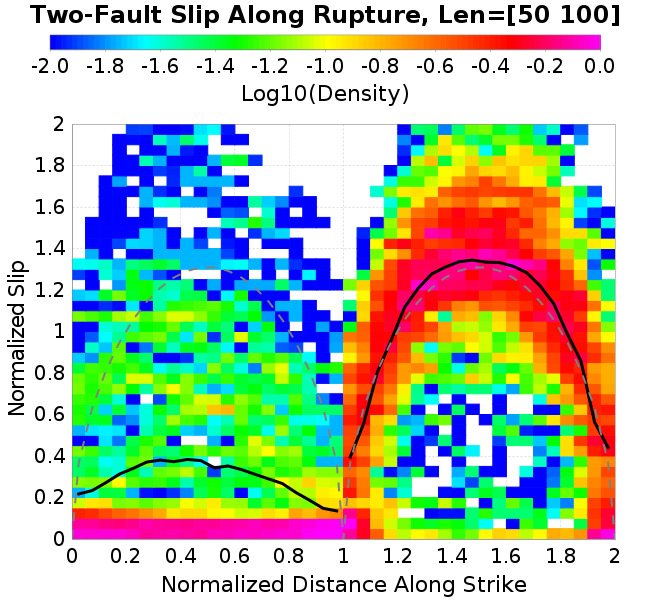 Two-Fault Slip Along Rupture, Len=[50 100]
-2.0 -1.8 -1.6 -1.4 -1.2 -1.0 -0.8 -0.6 -0.4 -0.2 0.0
Log10(Density)
2
1.8
1.6
1.4
1.2
1
0.8
0.6
0.4
0.2
0
Normalized Slip
0 0.2 0.4 0.6 0.8 1 1.2 1.4 1.6 1.8 2
Normalized Distance Along Strike